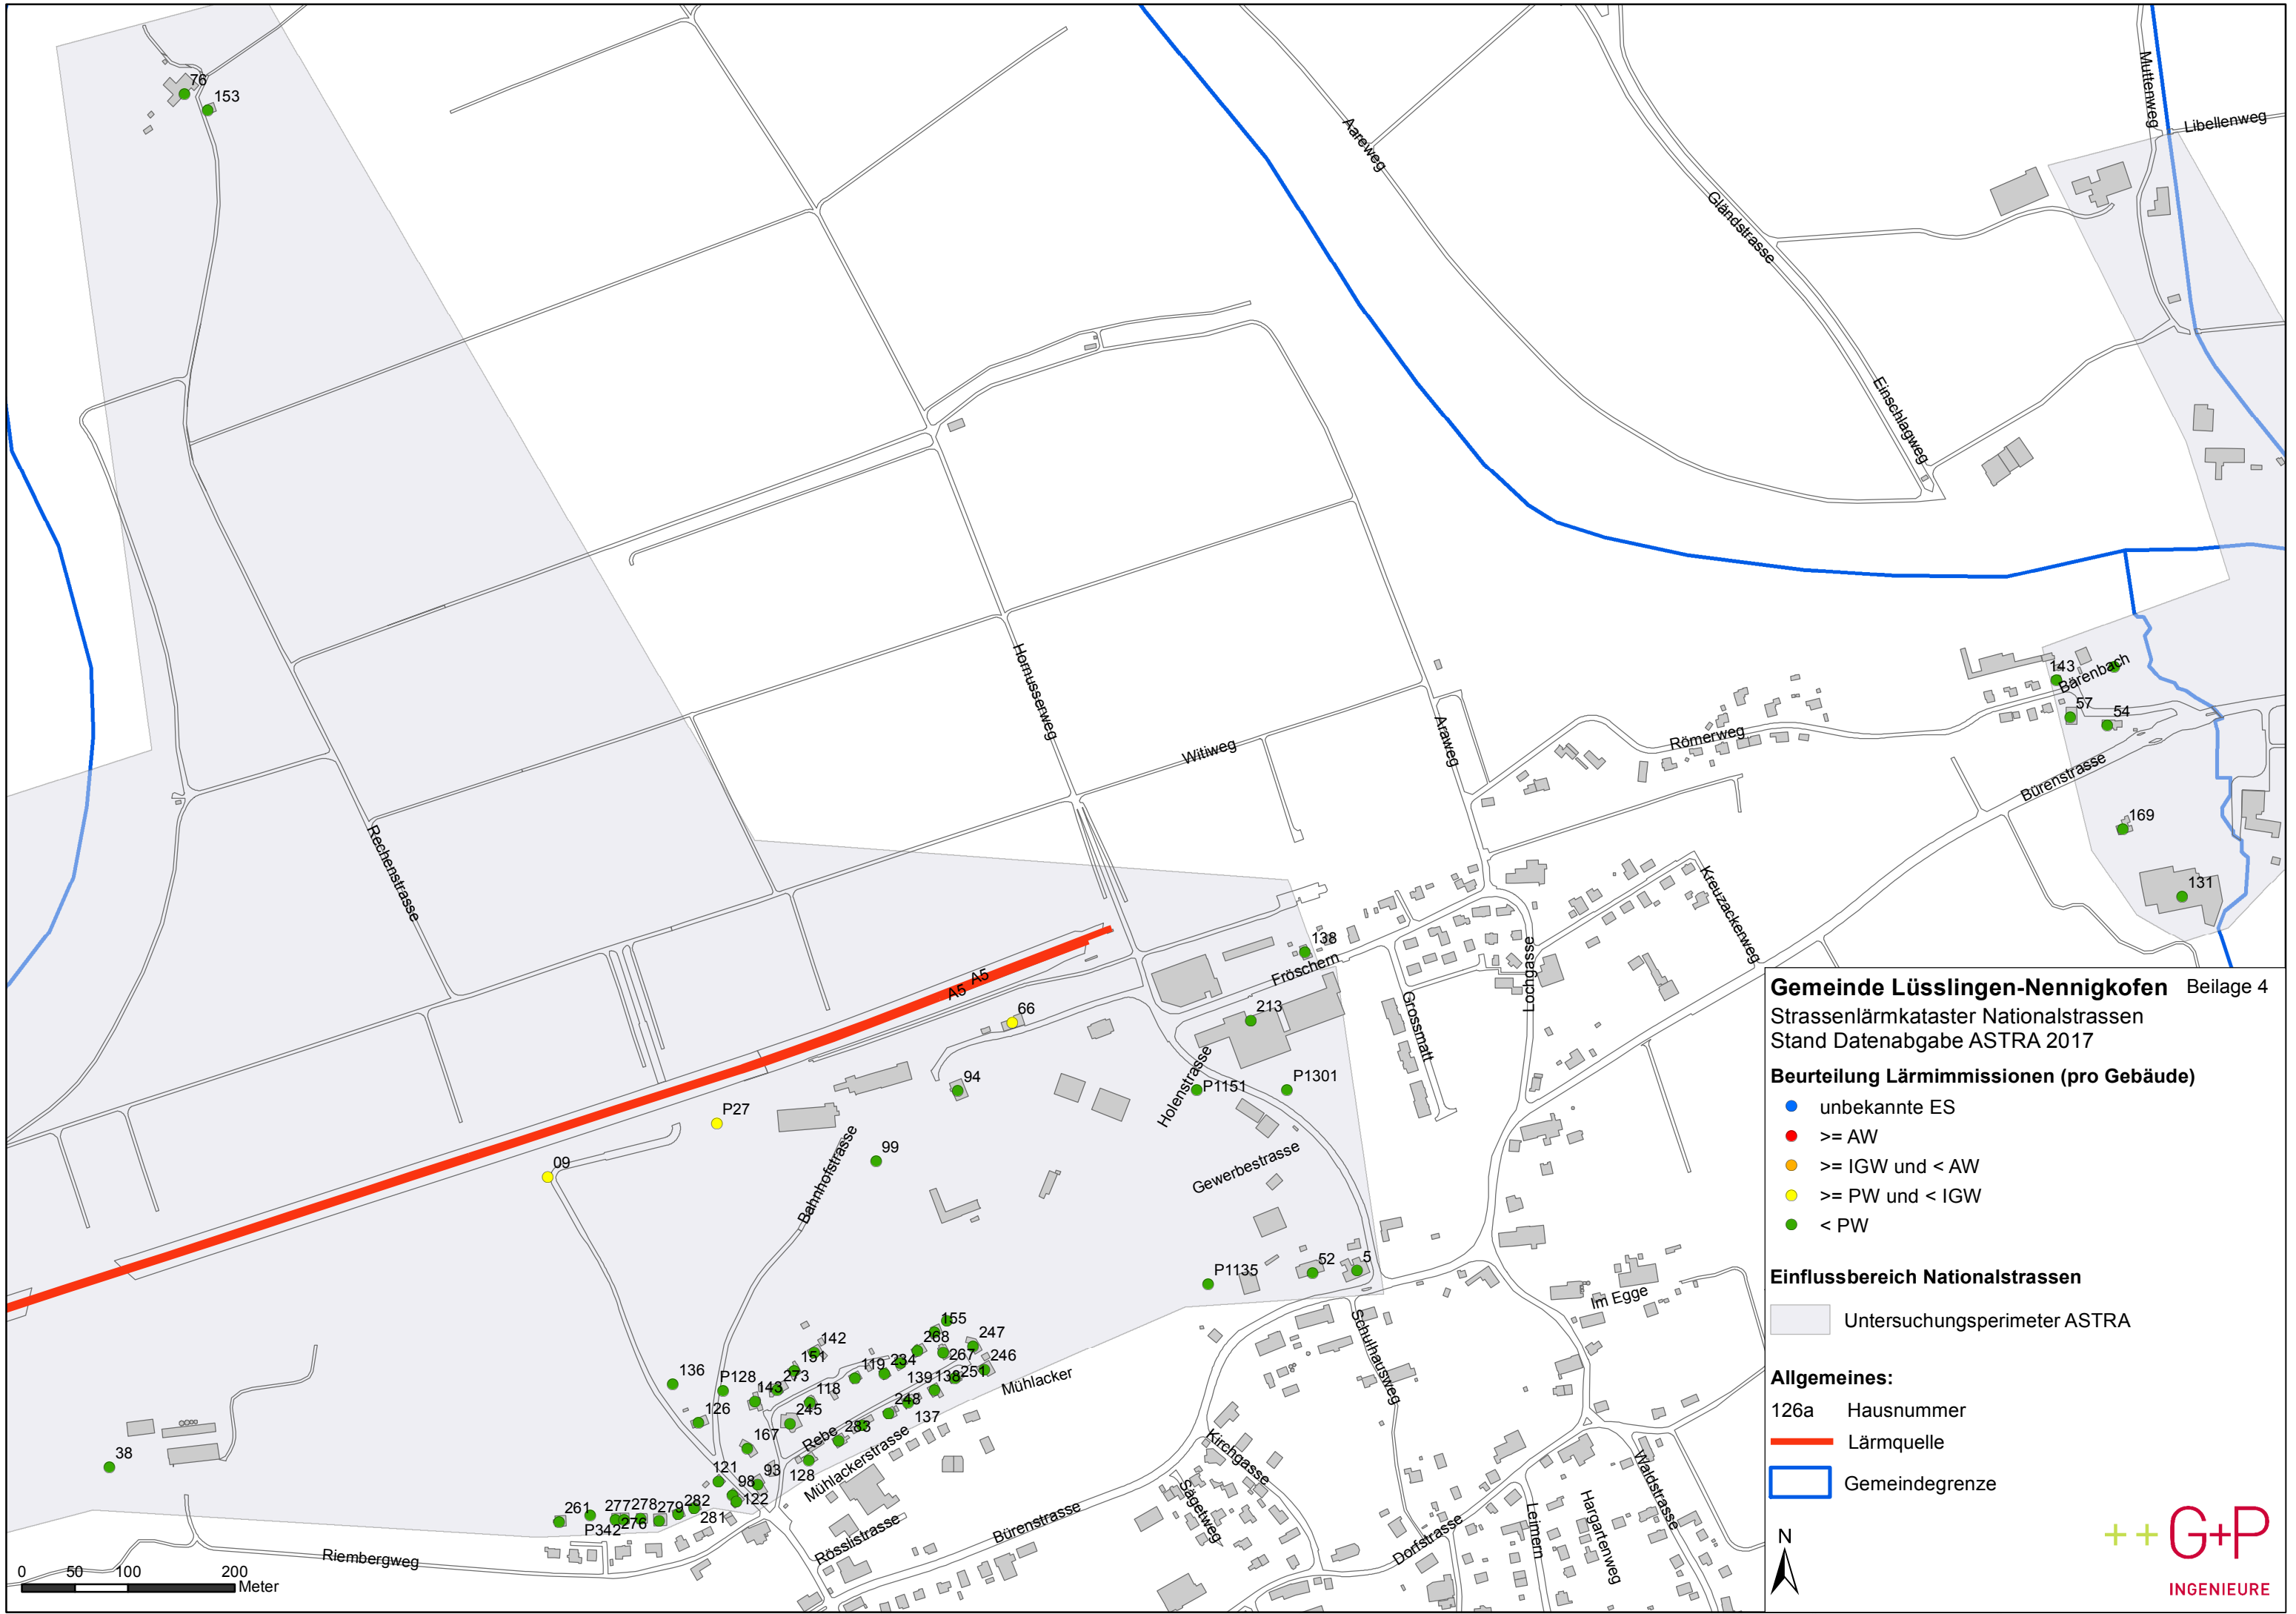 76
153
Aareweg
Muttenweg
Libellenweg
Gländstrasse
Einschlagweg
Hornusserweg
Witiweg
Araweg
Römerweg
143
Bärenbach
57
54
Bürenstrasse
169
131
Rechenstrasse
Kreuzackerweg
138
Fröschern
Lochgasse
Grossmatt
A5
A5
66
213
94
Holenstrasse
P1151
P1301
P27
99
09
Bahnhofstrasse
Gewerbestrasse
P1135
52
5
Im Egge
Schulhausweg
155
142
268
247
151
119
234
267
246
136
P128
143
273
118
139
138
251
Mühlacker
126
245
248
137
167
Rebe
283
Mühlackerstrasse
38
121
98
93
128
122
261
277
278
279
282
281
P342
276
Kirchgasse
Sägetweg
Rösslistrasse
Bürenstrasse
Dorfstrasse
Leimern
Hargartenweg
Waldstrasse
Riembergweg
0 50 100 200
Meter
Gemeinde Lüsslingen-Nennigkofen Beilage 4
Strassenlärmkataster Nationalstrassen
Stand Datenabgabe ASTRA 2017
Beurteilung Lärmimmissionen (pro Gebäude)
unbekannte ES
>= AW
>= IGW und < AW
>= PW und < IGW
< PW
Einflussbereich Nationalstrassen
Untersuchungsperimeter ASTRA
Allgemeines:
126a Hausnummer
Lärmquelle
Gemeindegrenze
N
++G+P
INGENIEURE